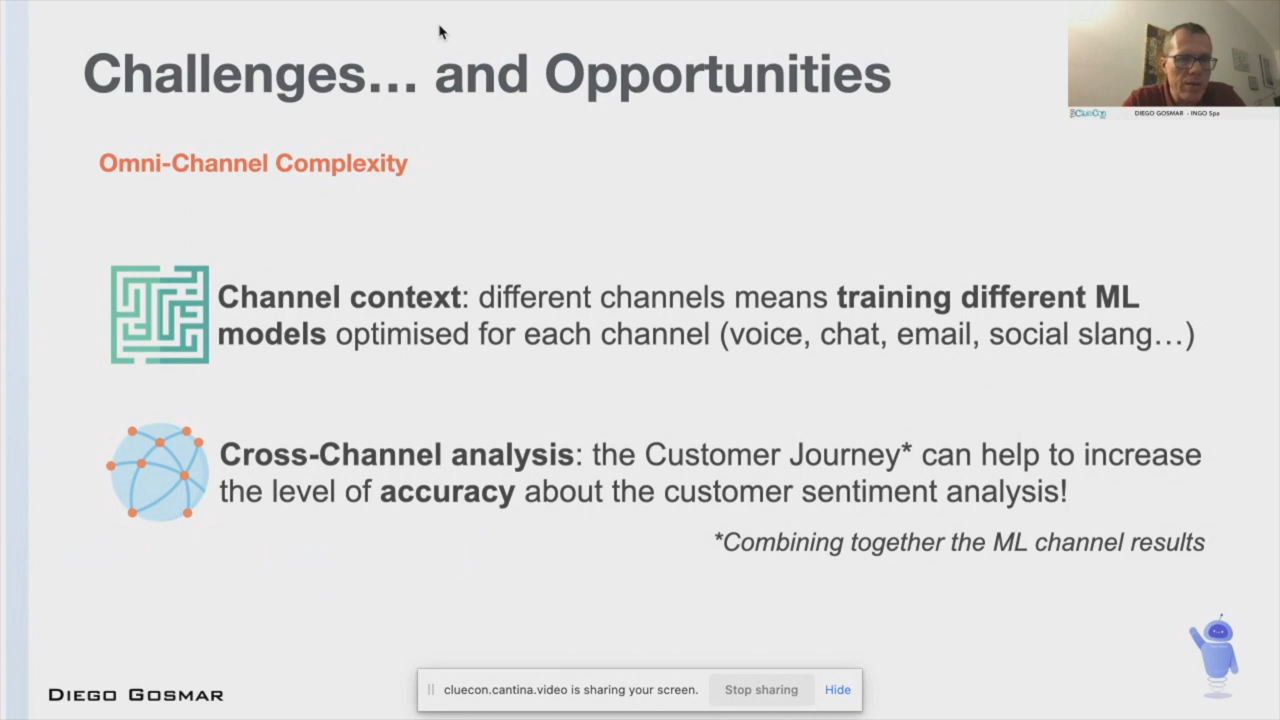 Challenges... and Opportunities
ClueCon
DIEGO GOSMAR - INGO Spa
Omni-Channel Complexity
Channel context: different channels means training different ML
models optimised for each channel (voice, chat, email, social slang...)
Cross-Channel analysis: the Customer Journey* can help to increase
the level of accuracy about the customer sentiment analysis!
*Combining together the ML channel results
DIEGO GOSMAR
cluecon.cantina.video is sharing your screen.
Stop sharing
Hide